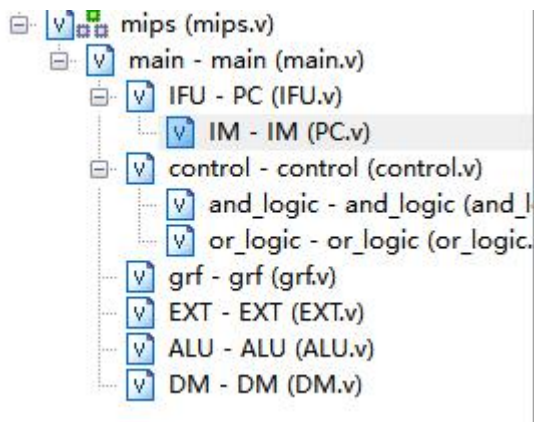 mips (mips.v)
main - main (main.v)
IFU - PC (IFU.v)
IM - IM (PC.v)
control - control (control.v)
and_logic - and_logic (and_l
or_logic - or_logic (or_logic.
grf - grf (grf.v)
EXT - EXT (EXT.v)
ALU - ALU (ALU.v)
DM - DM (DM.v)